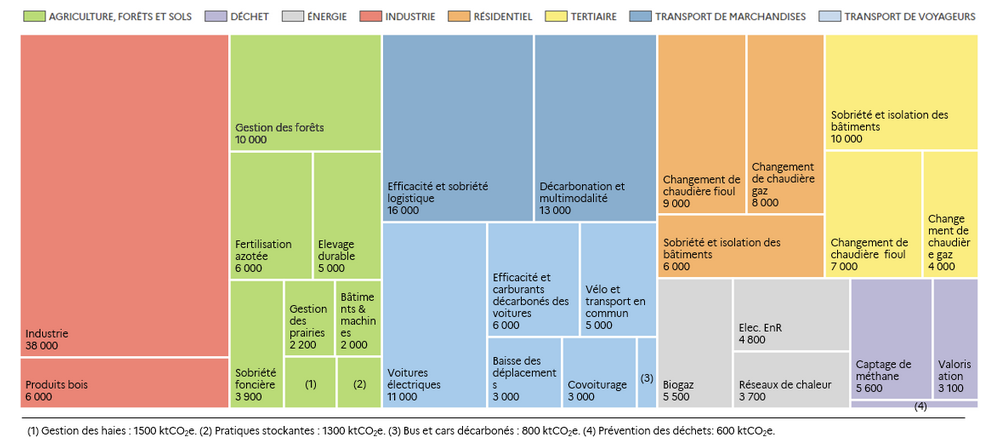 AGRICULTURE, FORÊTS ET SOLS
DÉCHET
ÉNERGIE
INDUSTRIE
RÉSIDENTIEL
TERTIAIRE
TRANSPORT DE MARCHANDISES
TRANSPORT DE VOYAGEURS
Industrie
38 000
Produits bois
6 000
Gestion des forêts
10 000
Fertilisation
azotée
6 000
Elevage
durable
5 000
Sobriété
foncière
3 900
Gestion
des
prairies
2 200
Bâtime
nts &
machin
es
2 000
(1)
(2)
Efficacité et sobriété
logistique
16 000
Décarbonation et
multimodalité
13 000
Voitures
électriques
11 000
Efficacité et
carburants
décarbonés des
voitures
6 000
Vélo et
transport en
commun
5 000
Baisse des
déplacement
s
3 000
Covoiturage
3 000
(3)
Changement de
chaudière fioul
9 000
Changement
de chaudière
gaz
8 000
Sobriété et isolation des
bâtiments
6 000
Sobriété et isolation des
bâtiments
10 000
Changement de
chaudière fioul
7 000
Change
ment de
chaudièr
e gaz
4 000
Biogaz
5 500
Elec. EnR
4 800
Réseaux de chaleur
3 700
Captage de
méthane
5 600
Valoris
ation
3 100
(4)
(1) Gestion des haies : 1500 ktCO₂e. (2) Pratiques stockantes : 1300 ktCO₂e. (3) Bus et cars décarbonés : 800 ktCO₂e. (4) Prévention des déchets: 600 ktCO₂e.